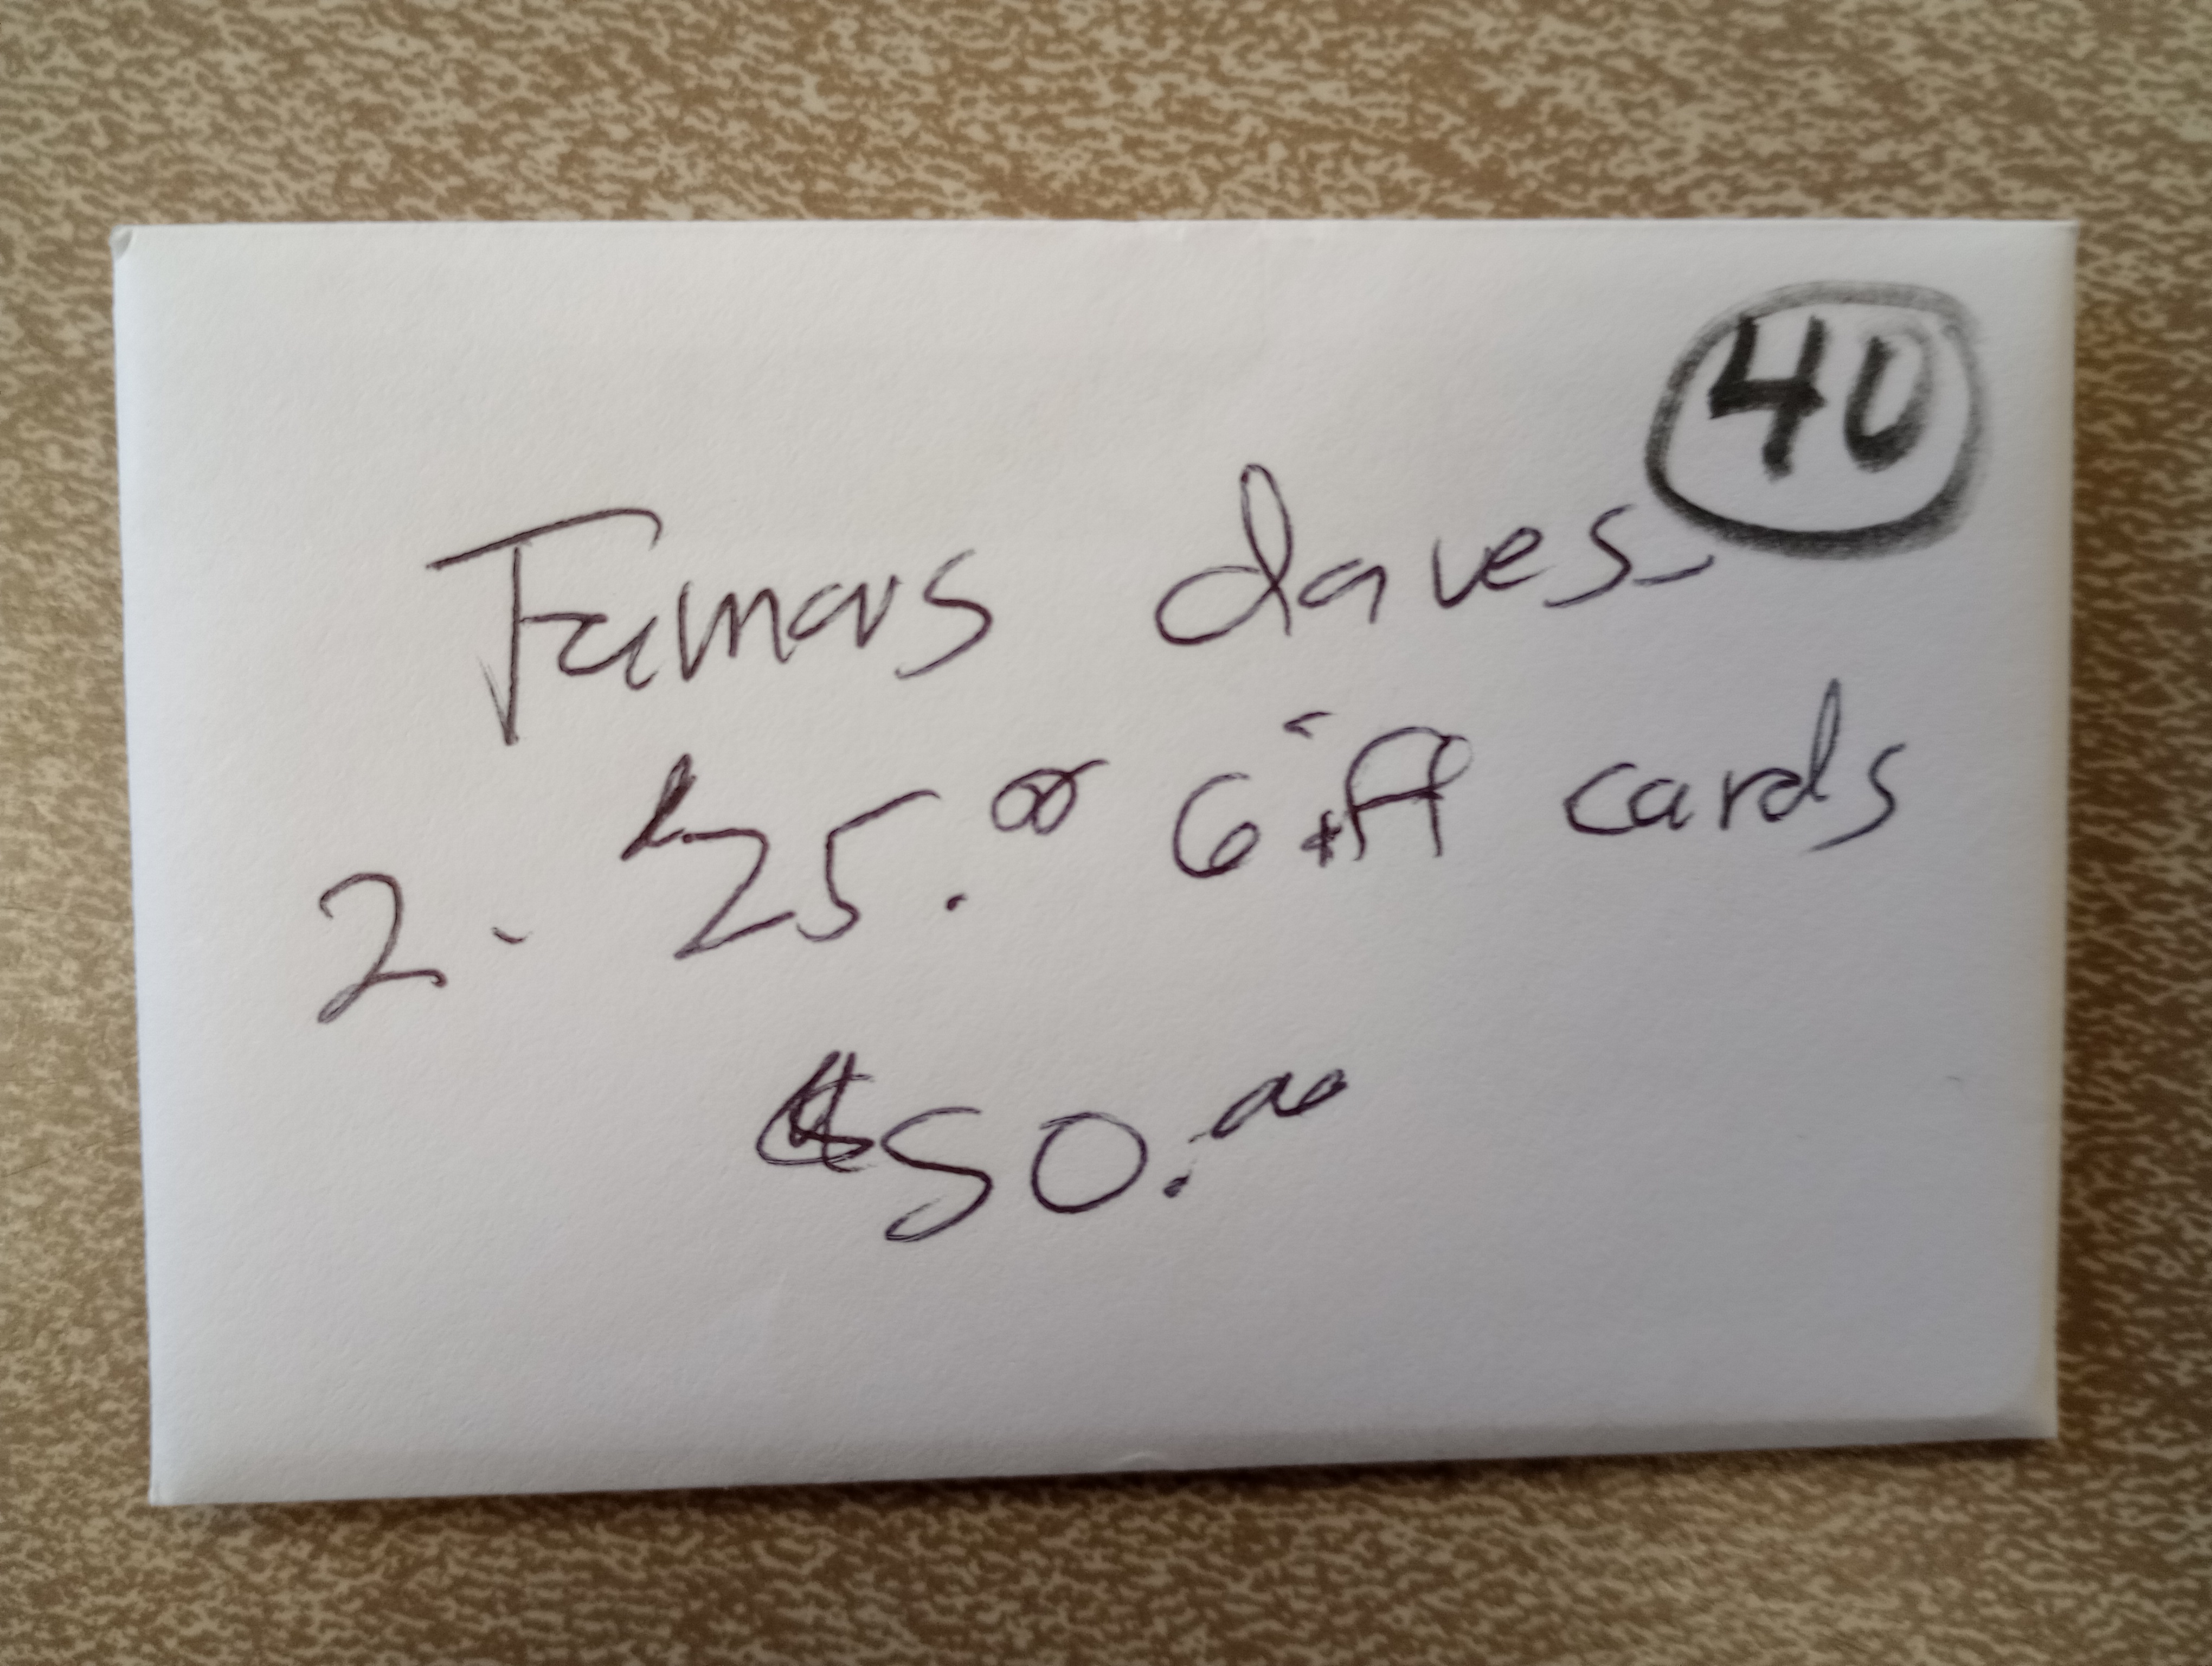 40
Famous daves
2 - $25.00 Gift cards
$50.00